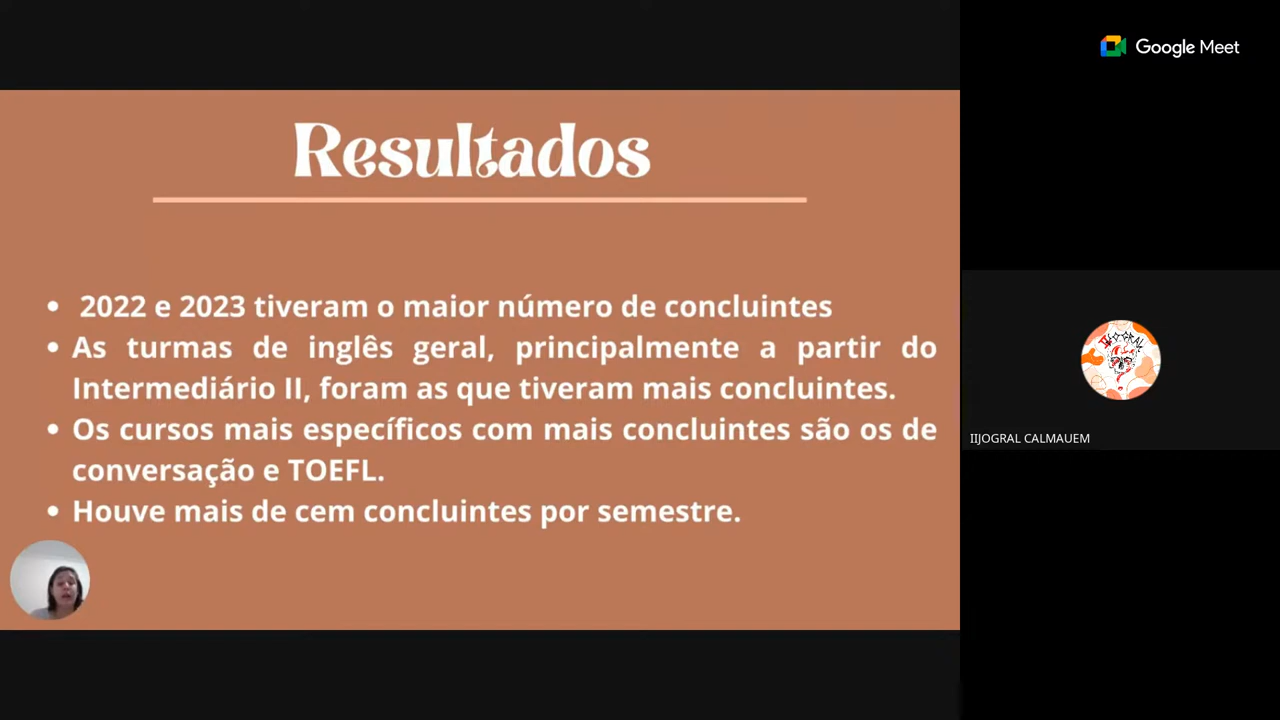 Google Meet
Resultados
• 2022 e 2023 tiveram o maior número de concluintes
• As turmas de inglês geral, principalmente a partir do
Intermediário II, foram as que tiveram mais concluintes.
• Os cursos mais específicos com mais concluintes são os de
conversação e TOEFL.
• Houve mais de cem concluintes por semestre.
IIJOGRAL CALMAUEM